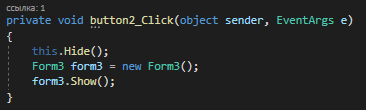 ссылка: 1
private void button2_Click(object sender, EventArgs e)
{
this.Hide();
Form3 form3 = new Form3();
form3.Show();
}